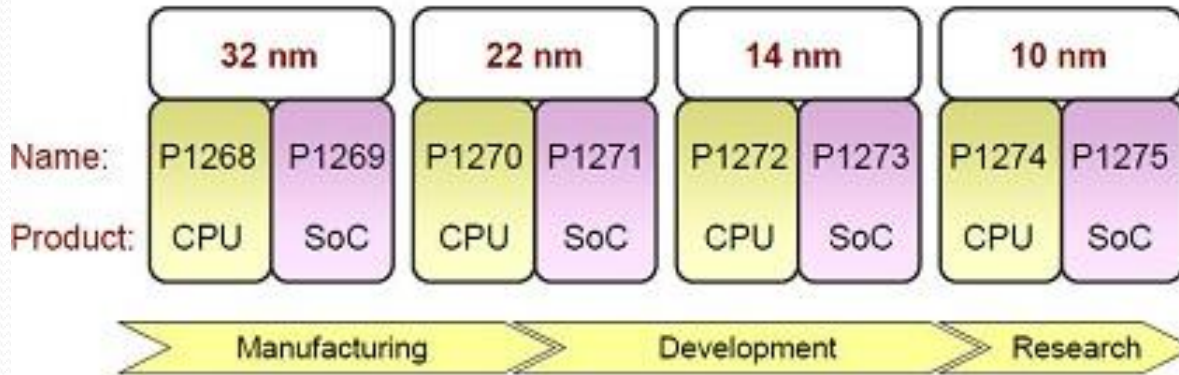 32 nm 22 nm 14 nm 10 nm
Name: P1268 P1269 P1270 P1271 P1272 P1273 P1274 P1275
Product: CPU SoC CPU SoC CPU SoC CPU SoC
Manufacturing Development Research